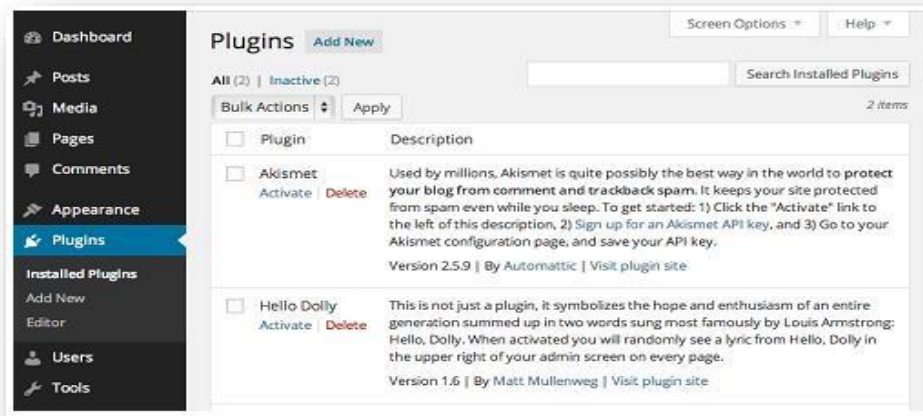 Dashboard
Posts
Media
Pages
Comments
Appearance
Plugins
Installed Plugins
Add New
Editor
Users
Tools
Screen Options
Help
Plugins Add New
All (2) | Inactive (2)
Search Installed Plugins
Bulk Actions Apply
2 items
Plugin Description
Akismet
Activate | Delete
Used by millions, Akismet is quite possibly the best way in the world to protect
your blog from comment and trackback spam. It keeps your site protected
from spam even while you sleep. To get started: 1) Click the "Activate" link to
the left of this description, 2) Sign up for an Akismet API key, and 3) Go to your
Akismet configuration page, and save your API key.
Version 2.5.9 | By Automattic | Visit plugin site
Hello Dolly
Activate | Delete
This is not just a plugin, it symbolizes the hope and enthusiasm of an entire
generation summed up in two words sung most famously by Louis Armstrong:
Hello, Dolly. When activated you will randomly see a lyric from Hello, Dolly in
the upper right of your admin screen on every page.
Version 1.6 | By Matt Mullenweg | Visit plugin site